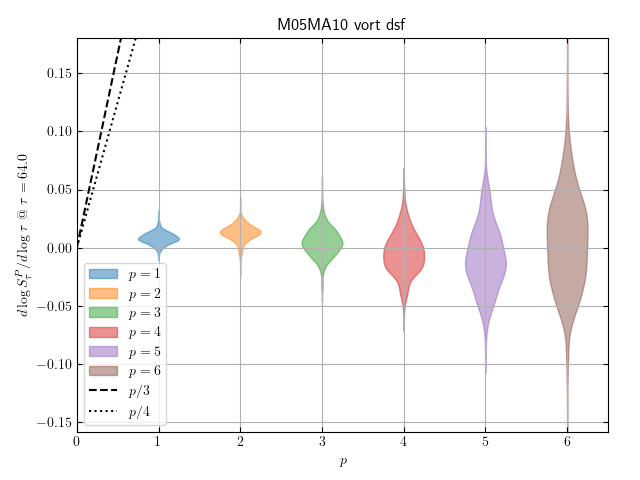 M05MA10 vort dsf
d log S_τ^P / d log τ @ τ = 64.0
0.15
0.10
0.05
0.00
−0.05
−0.10
−0.15
p = 1
p = 2
p = 3
p = 4
p = 5
p = 6
p/3
p/4
0 1 2 3 4 5 6
p